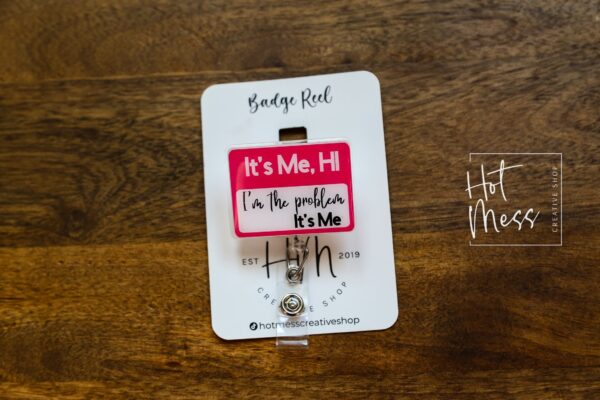 Badge Reel
It's Me, HI
I'm the problem
It's Me
EST 2019
CREATIVE SHOP
hotmesscreativeshop
Hot
Mess
CREATIVE SHOP